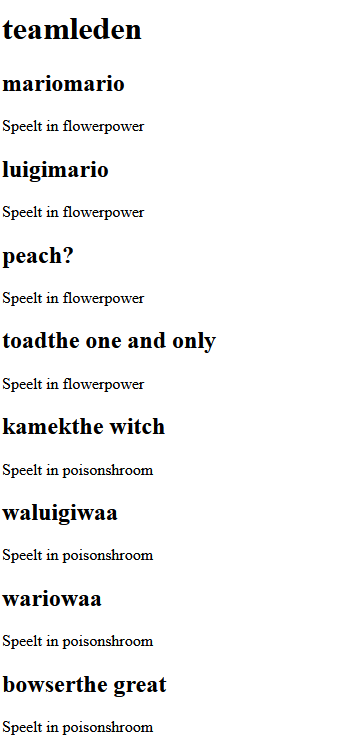 teamleden
mariomario
Speelt in flowerpower
luigimario
Speelt in flowerpower
peach?
Speelt in flowerpower
toadthe one and only
Speelt in flowerpower
kamekthe witch
Speelt in poisonshroom
waluigiwaa
Speelt in poisonshroom
wariowaa
Speelt in poisonshroom
bowserthe great
Speelt in poisonshroom